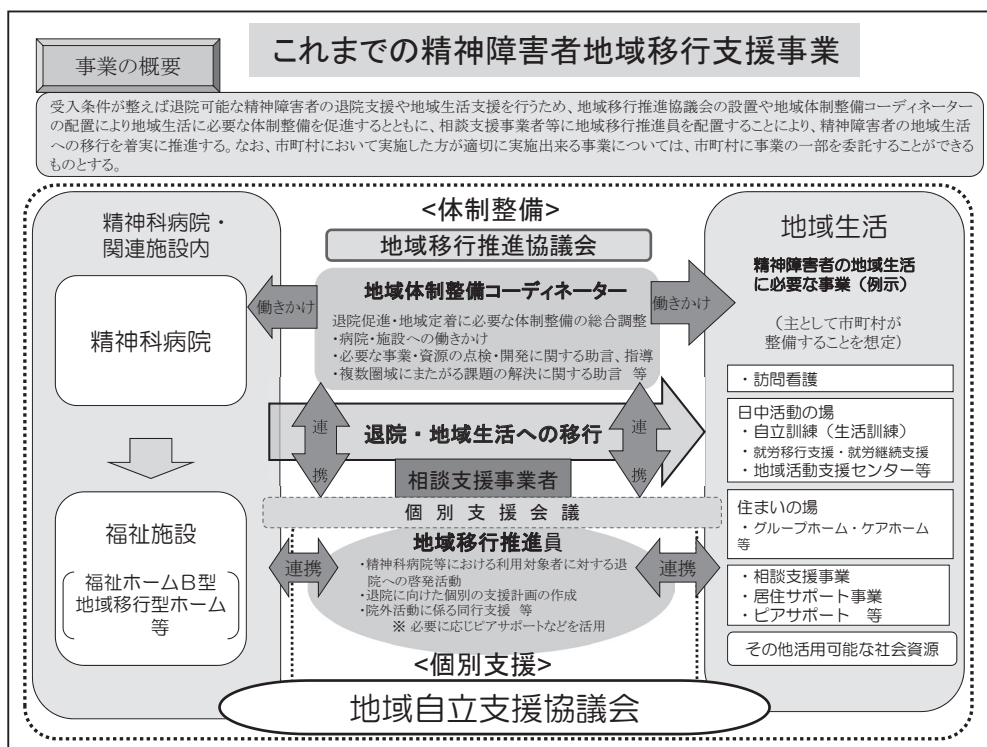 これまでの精神障害者地域移行支援事業
事業の概要
受入条件が整えば退院可能な精神障害者の退院支援や地域生活支援を行うため、地域移行推進協議会の設置や地域体制整備コーディネーター
の配置により地域生活に必要な体制整備を促進するとともに、相談支援事業者等に地域移行推進員を配置することにより、精神障害者の地域生活
への移行を着実に推進する。なお、市町村において実施した方が適切に実施出来る事業については、市町村に事業の一部を委託することができる
ものとする。
精神科病院・
関連施設内
精神科病院
福祉施設
福祉ホームB型
地域移行型ホーム
等
<体制整備>
地域移行推進協議会
働きかけ
地域体制整備コーディネーター
退院促進・地域定着に必要な体制整備の総合調整
・病院・施設への働きかけ
・必要な事業・資源の点検・開発に関する助言、指導
・複数圏域にまたがる課題の解決に関する助言 等
働きかけ
連携
退院・地域生活への移行
連携
相談支援事業者
個別支援会議
連携
地域移行推進員
・精神科病院等における利用対象者に対する退
院への啓発活動
・退院に向けた個別の支援計画の作成
・院外活動に係る同行支援 等
※ 必要に応じピアサポートなどを活用
連携
<個別支援>
地域自立支援協議会
地域生活
精神障害者の地域生活
に必要な事業（例示）
（主として市町村が
整備することを想定）
・訪問看護
日中活動の場
・自立訓練（生活訓練）
・就労移行支援・就労継続支援
・地域活動支援センター等
住まいの場
・グループホーム・ケアホーム
等
・相談支援事業
・居住サポート事業
・ピアサポート 等
その他活用可能な社会資源